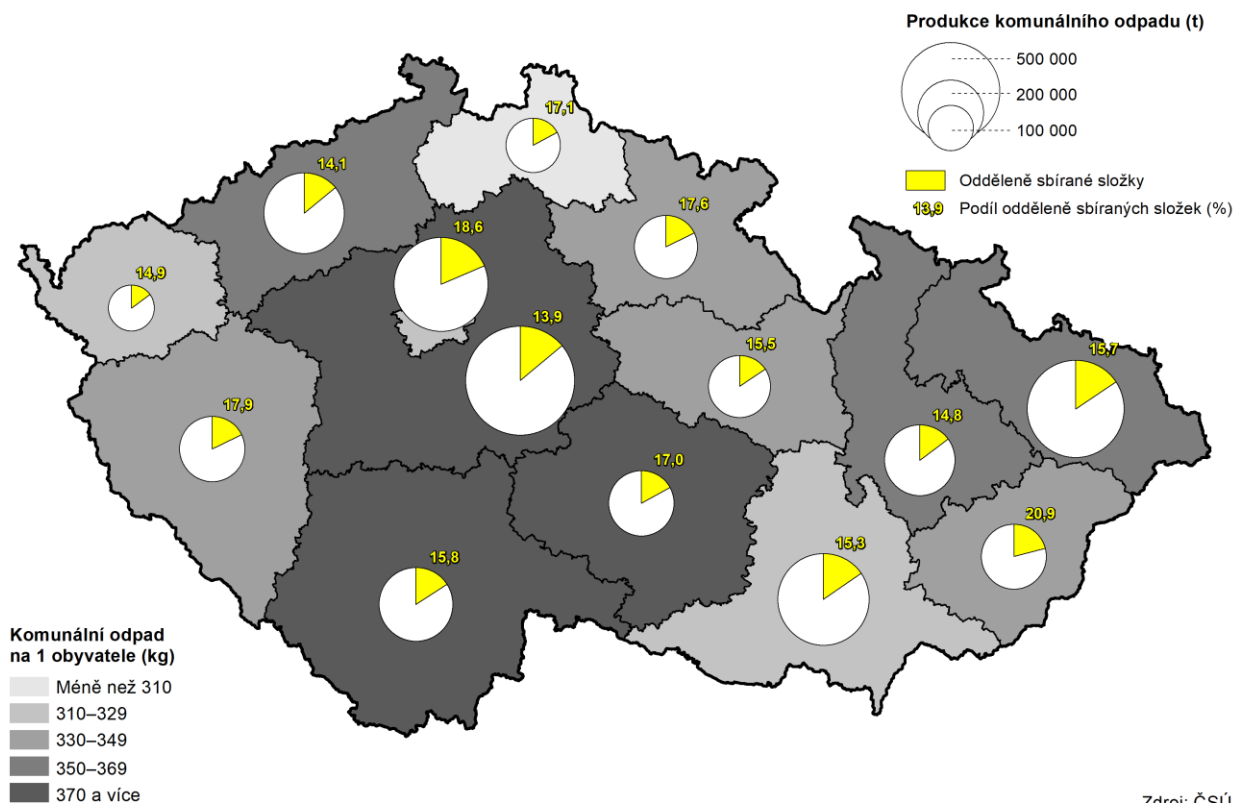 Produkce komunálního odpadu (t)
500 000
200 000
100 000
Odděleně sbírané složky
13,9 Podíl odděleně sbíraných složek (%)
17,1
14,1
17,6
18,6
14,9
13,9
15,5
15,7
17,9
14,8
17,0
20,9
15,3
15,8
Komunální odpad
na 1 obyvatele (kg)
Méně než 310
310–329
330–349
350–369
370 a více
Zdroj: ČSÚ